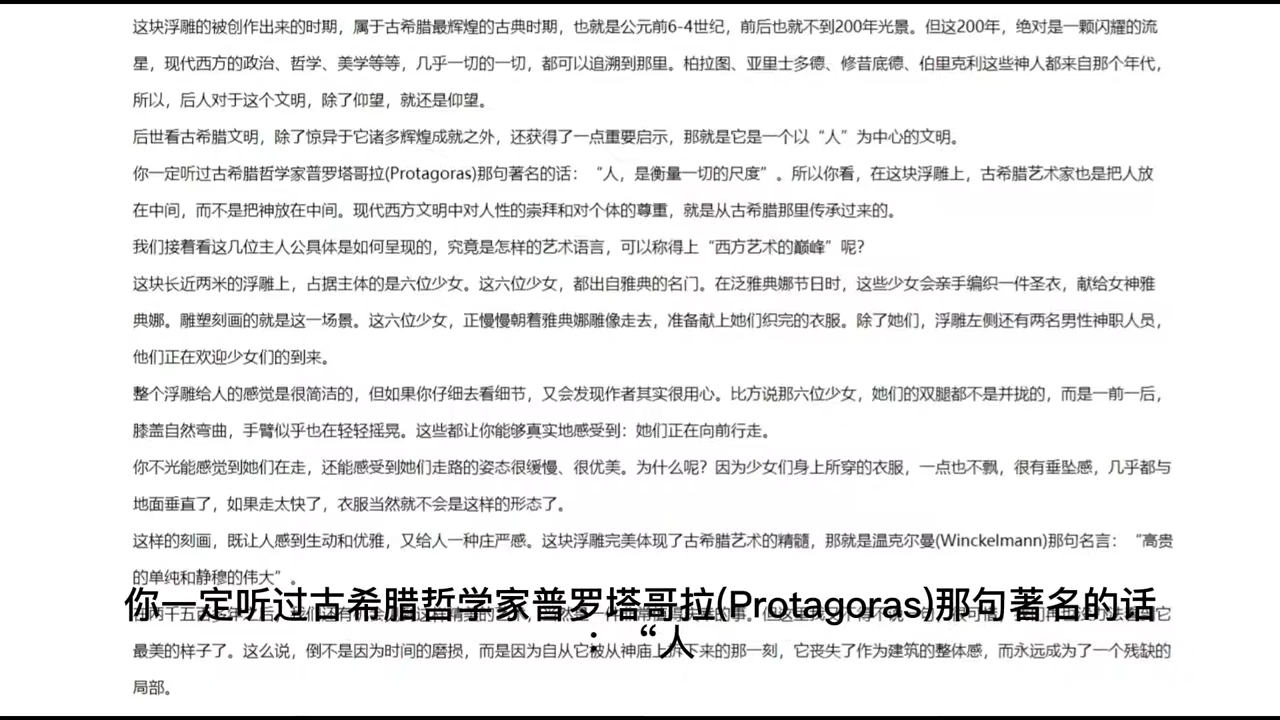 这块浮雕的被创作出来的时期，属于古希腊最辉煌的古典时期，也就是公元前6-4世纪，前后也就不到200年光景。但这200年，绝对是一颗闪耀的流
星，现代西方的政治、哲学、美学等等，几乎一切的一切，都可以追溯到那里。柏拉图、亚里士多德、修昔底德、伯里克利这些神人都来自那个年代，
所以，后人对于这个文明，除了仰望，就还是仰望。
后世看古希腊文明，除了惊异于它诸多辉煌成就之外，还获得了一点重要启示，那就是它是一个以“人”为中心的文明。
你一定听过古希腊哲学家普罗塔哥拉(Protagoras)那句著名的话：“人，是衡量一切的尺度”。所以你看，在这块浮雕上，古希腊艺术家也是把人放
在中间，而不是把神放在中间。现代西方文明中对人性的崇拜和对个体的尊重，就是从古希腊那里传承过来的。
我们接着看这几位主人公具体是如何呈现的，究竟是怎样的艺术语言，可以称得上“西方艺术的巅峰”呢？
这块长近两米的浮雕上，占据主体的是六位少女。这六位少女，都出自雅典的名门。在泛雅典娜节日时，这些少女会亲手编织一件圣衣，献给女神雅
典娜。雕塑刻画的就是这一场景。这六位少女，正慢慢朝着雅典娜雕像走去，准备献上她们织完的衣服。除了她们，浮雕左侧还有两名男性神职人员，
他们正在欢迎少女们的到来。
整个浮雕给人的感觉是很简洁的，但如果你仔细去看细节，又会发现作者其实很用心。比方说那六位少女，她们的双腿都不是并拢的，而是一前一后，
膝盖自然弯曲，手臂似乎也在轻轻摇晃。这些都让你能够真实地感受到：她们正在向前行走。
你不光能感觉到她们在走，还能感受到她们走路的姿态很缓慢、很优美。为什么呢？因为少女们身上所穿的衣服，一点也不飘，很有垂坠感，几乎都与
地面垂直了，如果走太快了，衣服当然就不会是这样的形态了。
这样的刻画，既让人感到生动和优雅，又给人一种庄严感。这块浮雕完美体现了古希腊艺术的精髓，那就是温克尔曼(Winckelmann)那句名言：“高贵
的单纯和静穆的伟大”。
你一定听过古希腊哲学家普罗塔哥拉(Protagoras)那句著名的话
：“人
最美的样子了。这么说，倒不是因为时间的磨损，而是因为自从它被从神庙上拆下来的那一刻，它丧失了作为建筑的整体感，而永远成为了一个残缺的
局部。